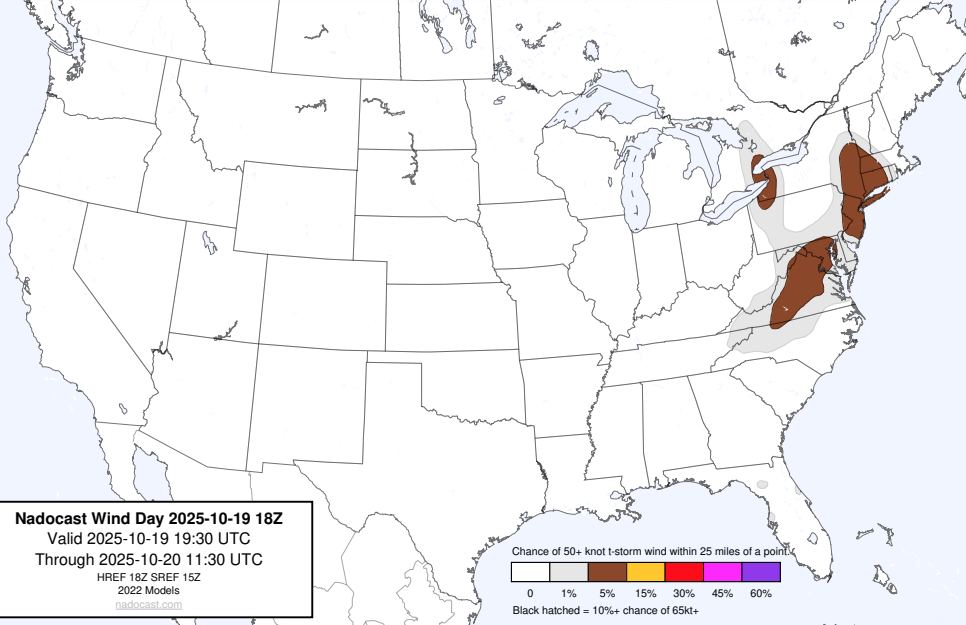 Nadocast Wind Day 2025-10-19 18Z
Valid 2025-10-19 19:30 UTC
Through 2025-10-20 11:30 UTC
HREF 18Z SREF 15Z
2022 Models
nadocast.com
Chance of 50+ knot t-storm wind within 25 miles of a point.
0 1% 5% 15% 30% 45% 60%
Black hatched = 10%+ chance of 65kt+